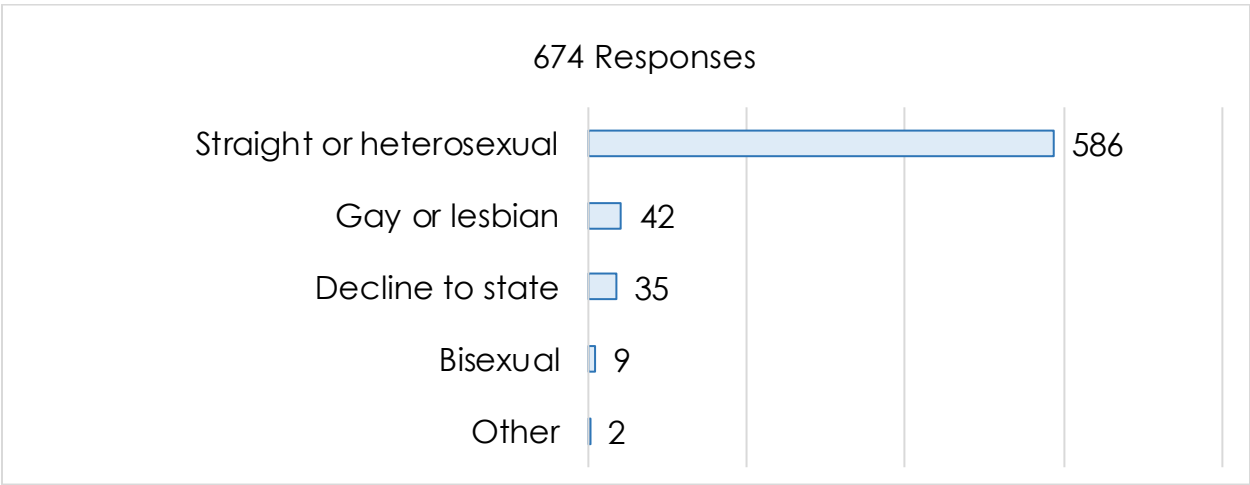 674 Responses
Straight or heterosexual 586
Gay or lesbian 42
Decline to state 35
Bisexual 9
Other 2